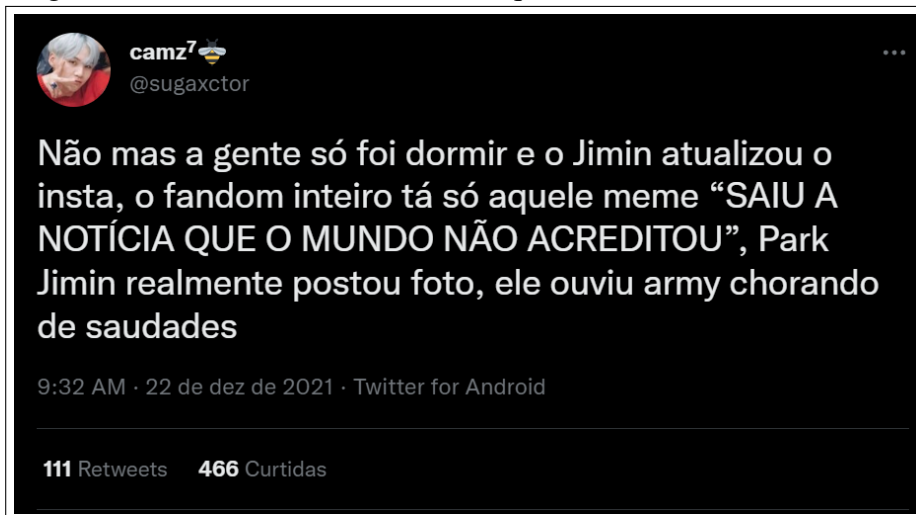 camz⁷🐝
@sugaxctor
Não mas a gente só foi dormir e o Jimin atualizou o
insta, o fandom inteiro tá só aquele meme “SAIU A
NOTÍCIA QUE O MUNDO NÃO ACREDITOU”, Park
Jimin realmente postou foto, ele ouviu army chorando
de saudades
9:32 AM · 22 de dez de 2021 · Twitter for Android
111 Retweets 466 Curtidas